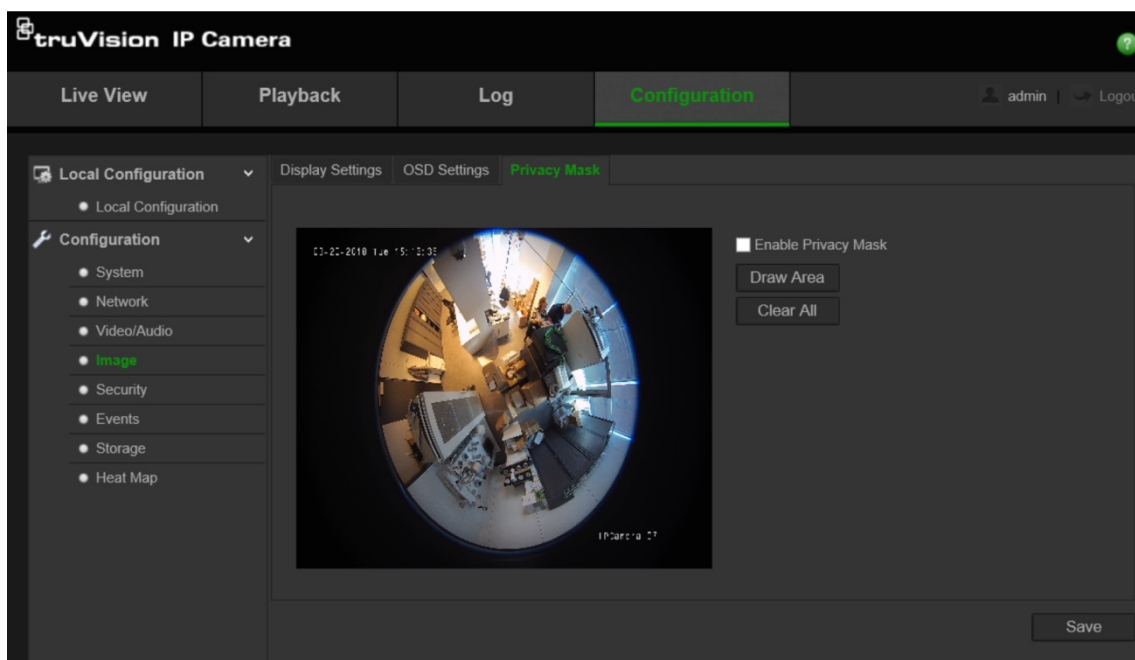 truVision IP Camera
Live View Playback Log Configuration admin | Logou
Local Configuration
Local Configuration
Configuration
System
Network
Video/Audio
Image
Security
Events
Storage
Heat Map
Display Settings OSD Settings Privacy Mask
Enable Privacy Mask
Draw Area
Clear All
Save